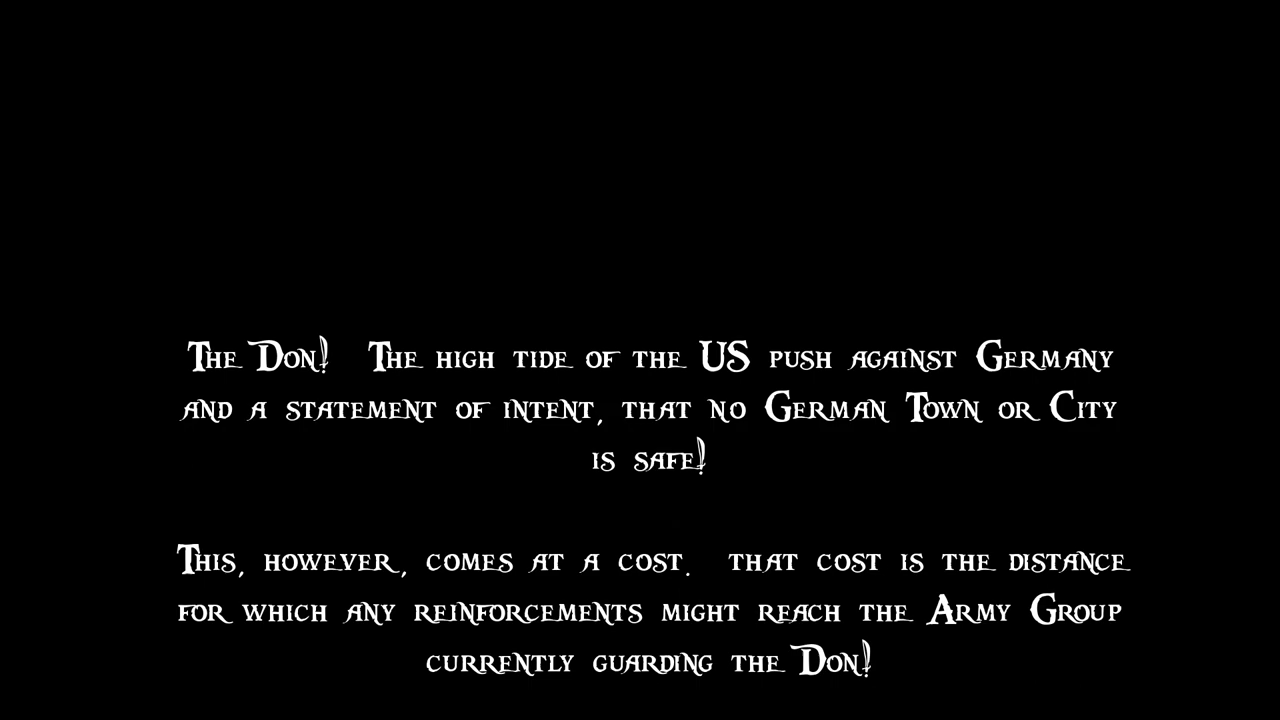 The Don! The high tide of the US push against Germany
and a statement of intent, that no German Town or City
is safe!
This, however, comes at a cost. that cost is the distance
for which any reinforcements might reach the Army Group
currently guarding the Don!